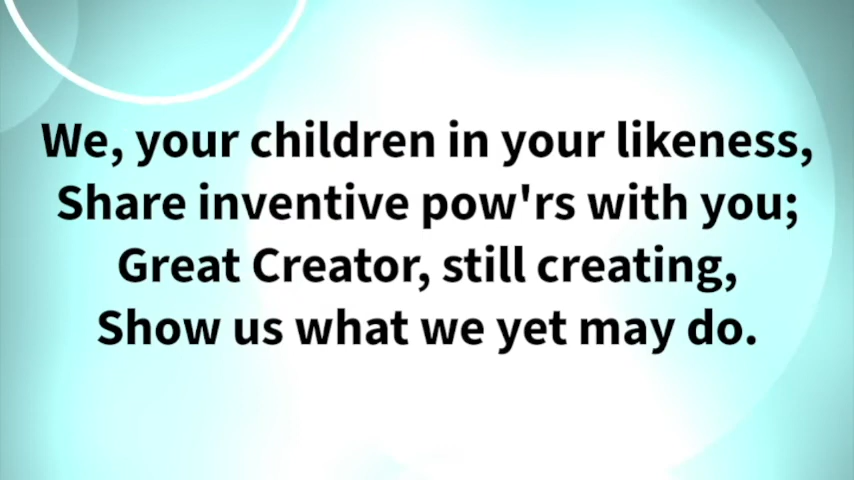 We, your children in your likeness,
Share inventive pow'rs with you;
Great Creator, still creating,
Show us what we yet may do.